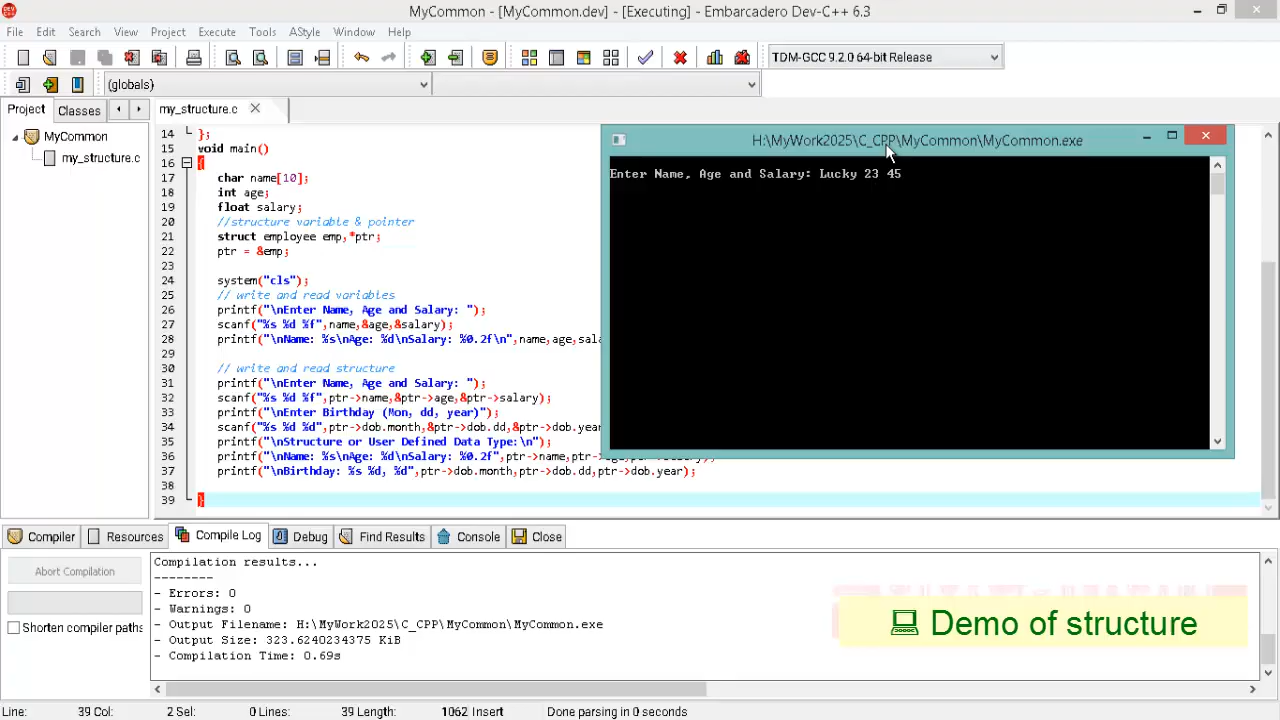 MyCommon - [MyCommon.dev] - [Executing] - Embarcadero Dev-C++ 6.3
File Edit Search View Project Execute Tools AStyle Window Help
TDM-GCC 9.2.0 64-bit Release
(globals)
Project Classes
my_structure.c
MyCommon
my_structure.c
14 };
15 void main()
16 {
17 char name[10];
18 int age;
19 float salary;
20 //structure variable & pointer
21 struct employee emp,*ptr;
22 ptr = &emp;
23
24 system("cls");
25 // write and read variables
26 printf("\nEnter Name, Age and Salary: ");
27 scanf("%s %d %f",name,&age,&salary);
28 printf("\nName: %s\nAge: %d\nSalary: %0.2f\n",name,age,sala
29
30 // write and read structure
31 printf("\nEnter Name, Age and Salary: ");
32 scanf("%s %d %f",ptr->name,&ptr->age,&ptr->salary);
33 printf("\nEnter Birthday (Mon, dd, year)");
34 scanf("%s %d %d",ptr->dob.month,&ptr->dob.dd,&ptr->dob.year
35 printf("\nStructure or User Defined Data Type:\n");
36 printf("\nName: %s\nAge: %d\nSalary: %0.2f",ptr->name,
37 printf("\nBirthday: %s %d, %d",ptr->dob.month,ptr->dob.dd,ptr->dob.year);
38
39 }
H:\MyWork2025\C_CPP\MyCommon\MyCommon.exe
Enter Name, Age and Salary: Lucky 23 45
Compiler Resources Compile Log Debug Find Results Console Close
Abort Compilation
Shorten compiler paths
Compilation results...
--------
- Errors: 0
- Warnings: 0
- Output Filename: H:\MyWork2025\C_CPP\MyCommon\MyCommon.exe
- Output Size: 323.6240234375 KiB
- Compilation Time: 0.69s
Demo of structure
Line: 39 Col: 2 Sel: 0 Lines: 39 Length: 1062 Insert Done parsing in 0 seconds